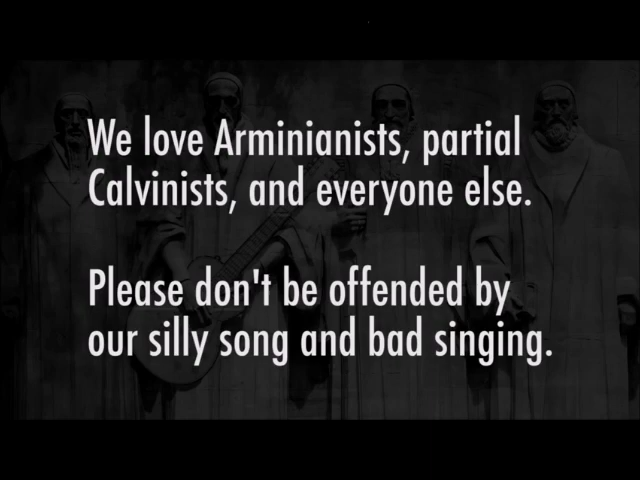 We love Arminianists, partial
Calvinists, and everyone else.
Please don't be offended by
our silly song and bad singing.